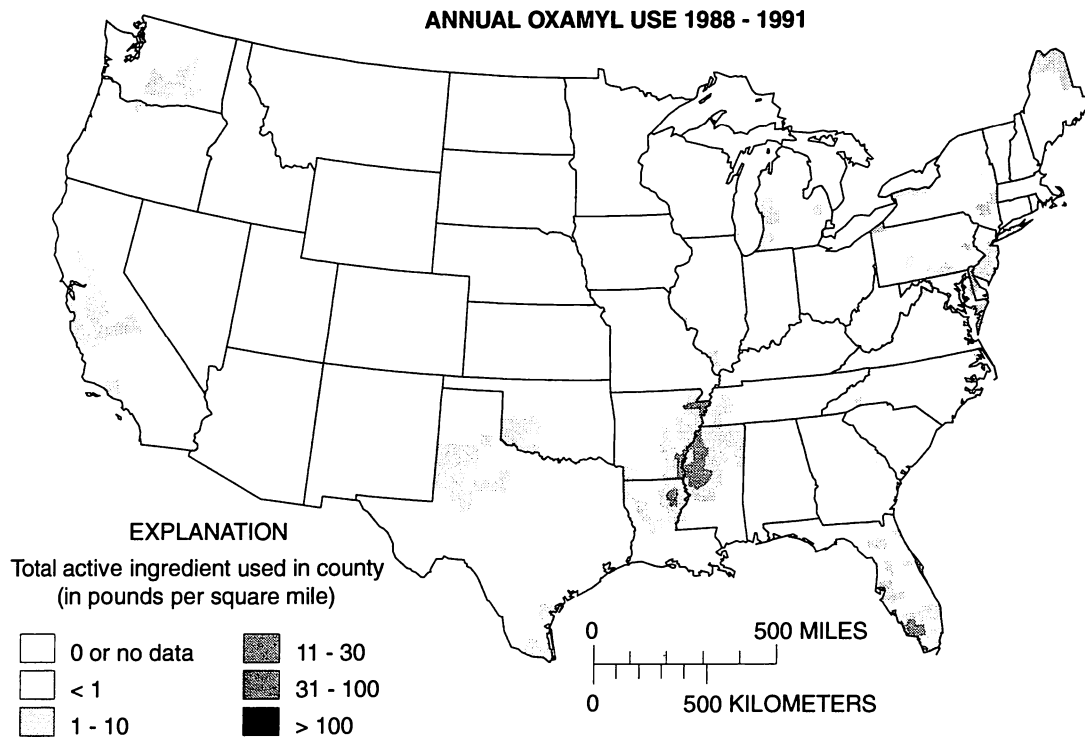 ANNUAL OXAMYL USE 1988 - 1991
EXPLANATION
Total active ingredient used in county
(in pounds per square mile)
0 or no data
< 1
1 - 10
11 - 30
31 - 100
> 100
0 500 MILES
0 500 KILOMETERS